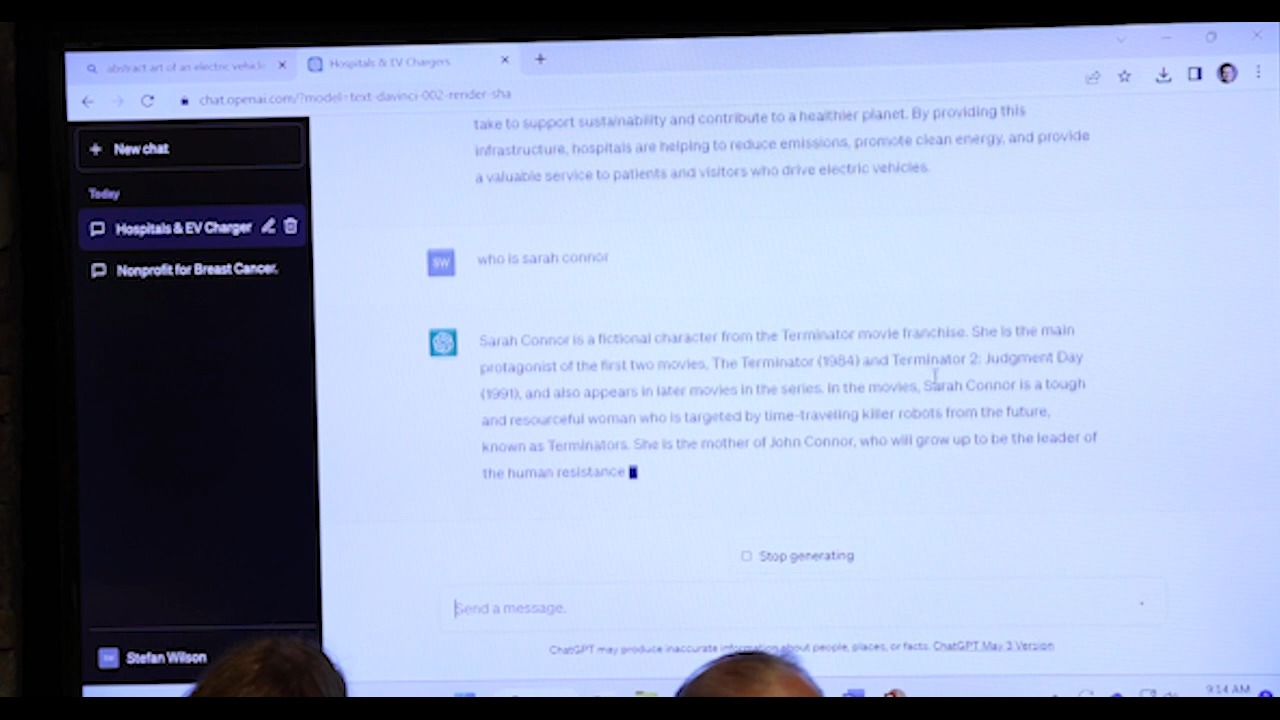 abstract art of an electric vehicle
Hospitals & EV Chargers
chat.openai.com/?model=text-davinci-002-render-sha
New chat
Today
Hospitals & EV Charger
Nonprofit for Breast Cancer.
Stefan Wilson
take to support sustainability and contribute to a healthier planet. By providing this
infrastructure, hospitals are helping to reduce emissions, promote clean energy, and provide
a valuable service to patients and visitors who drive electric vehicles.
SW
who is sarah connor
Sarah Connor is a fictional character from the Terminator movie franchise. She is the main
protagonist of the first two movies, The Terminator (1984) and Terminator 2: Judgment Day
(1991), and also appears in later movies in the series. In the movies, Sarah Connor is a tough
and resourceful woman who is targeted by time-traveling killer robots from the future,
known as Terminators. She is the mother of John Connor, who will grow up to be the leader of
the human resistance
Stop generating
Send a message.
ChatGPT may produce inaccurate information about people, places, or facts. ChatGPT May 3 Version
9:14 AM